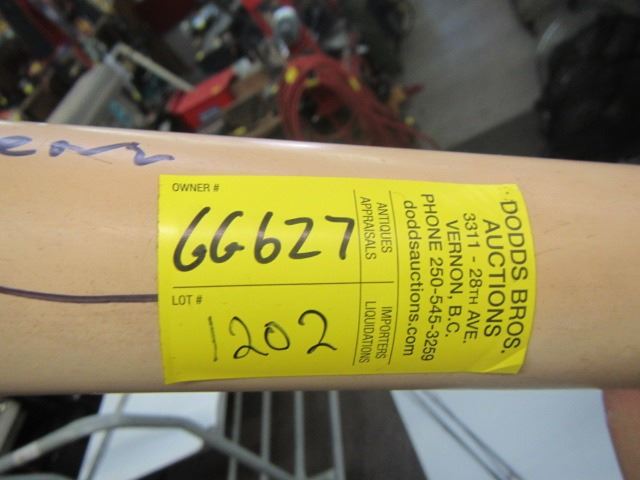 OWNER #
GG627
LOT #
1202
ANTIQUES
APPRAISALS
IMPORTERS
LIQUIDATIONS
DODDS BROS.
AUCTIONS
3311 - 28TH AVE.
VERNON, B.C.
PHONE 250-545-3259
doddsauctions.com